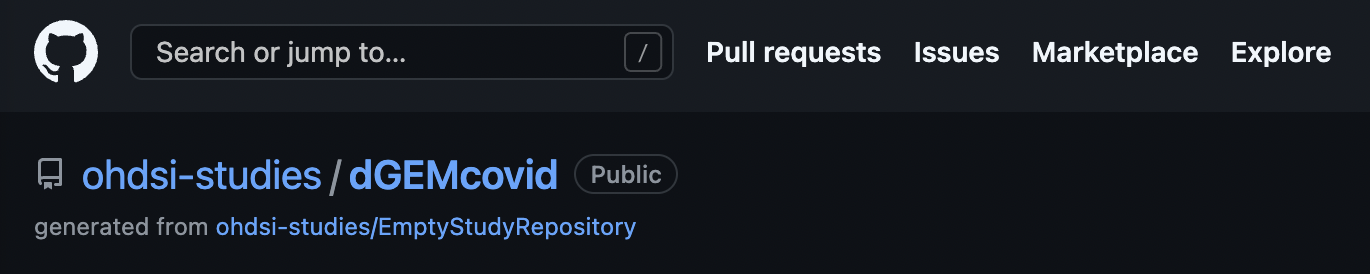 Search or jump to... / Pull requests Issues Marketplace Explore
ohdsi-studies / dGEMcovid Public
generated from ohdsi-studies/EmptyStudyRepository